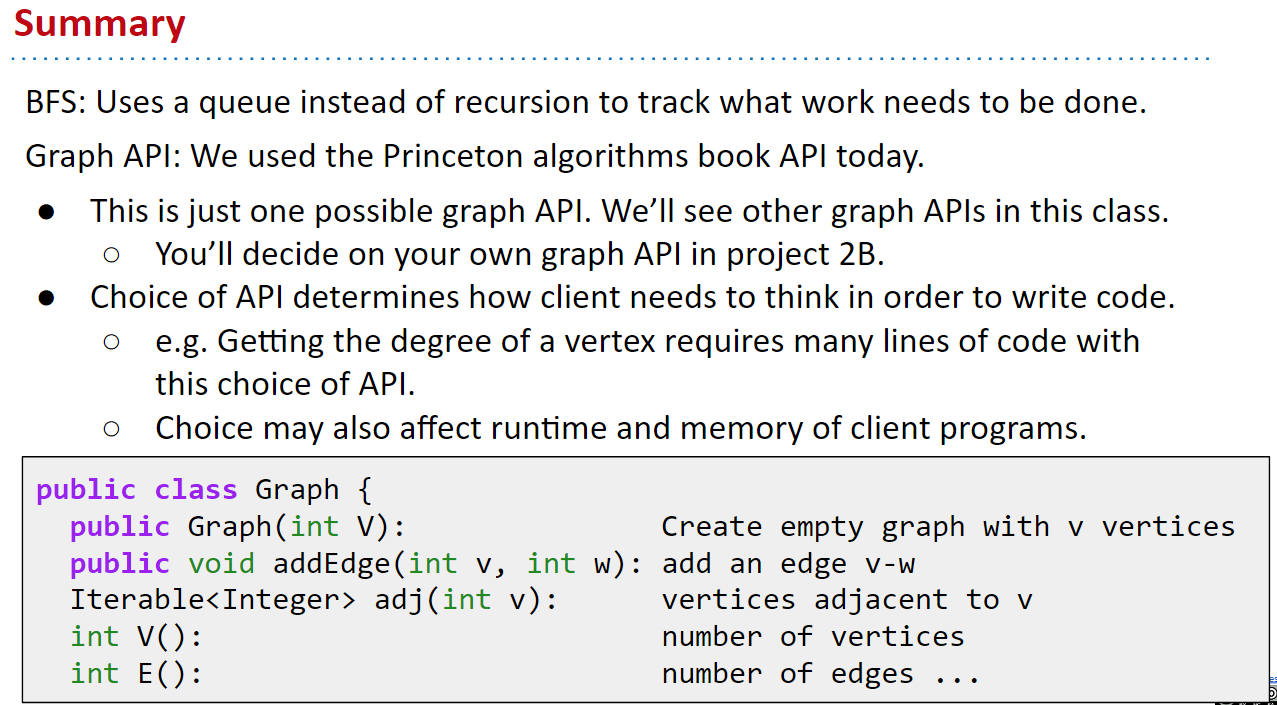 Summary
BFS: Uses a queue instead of recursion to track what work needs to be done.
Graph API: We used the Princeton algorithms book API today.
● This is just one possible graph API. We’ll see other graph APIs in this class.
○ You’ll decide on your own graph API in project 2B.
● Choice of API determines how client needs to think in order to write code.
○ e.g. Getting the degree of a vertex requires many lines of code with
this choice of API.
○ Choice may also affect runtime and memory of client programs.
public class Graph {
public Graph(int V): Create empty graph with v vertices
public void addEdge(int v, int w): add an edge v-w
Iterable<Integer> adj(int v): vertices adjacent to v
int V(): number of vertices
int E(): number of edges ...